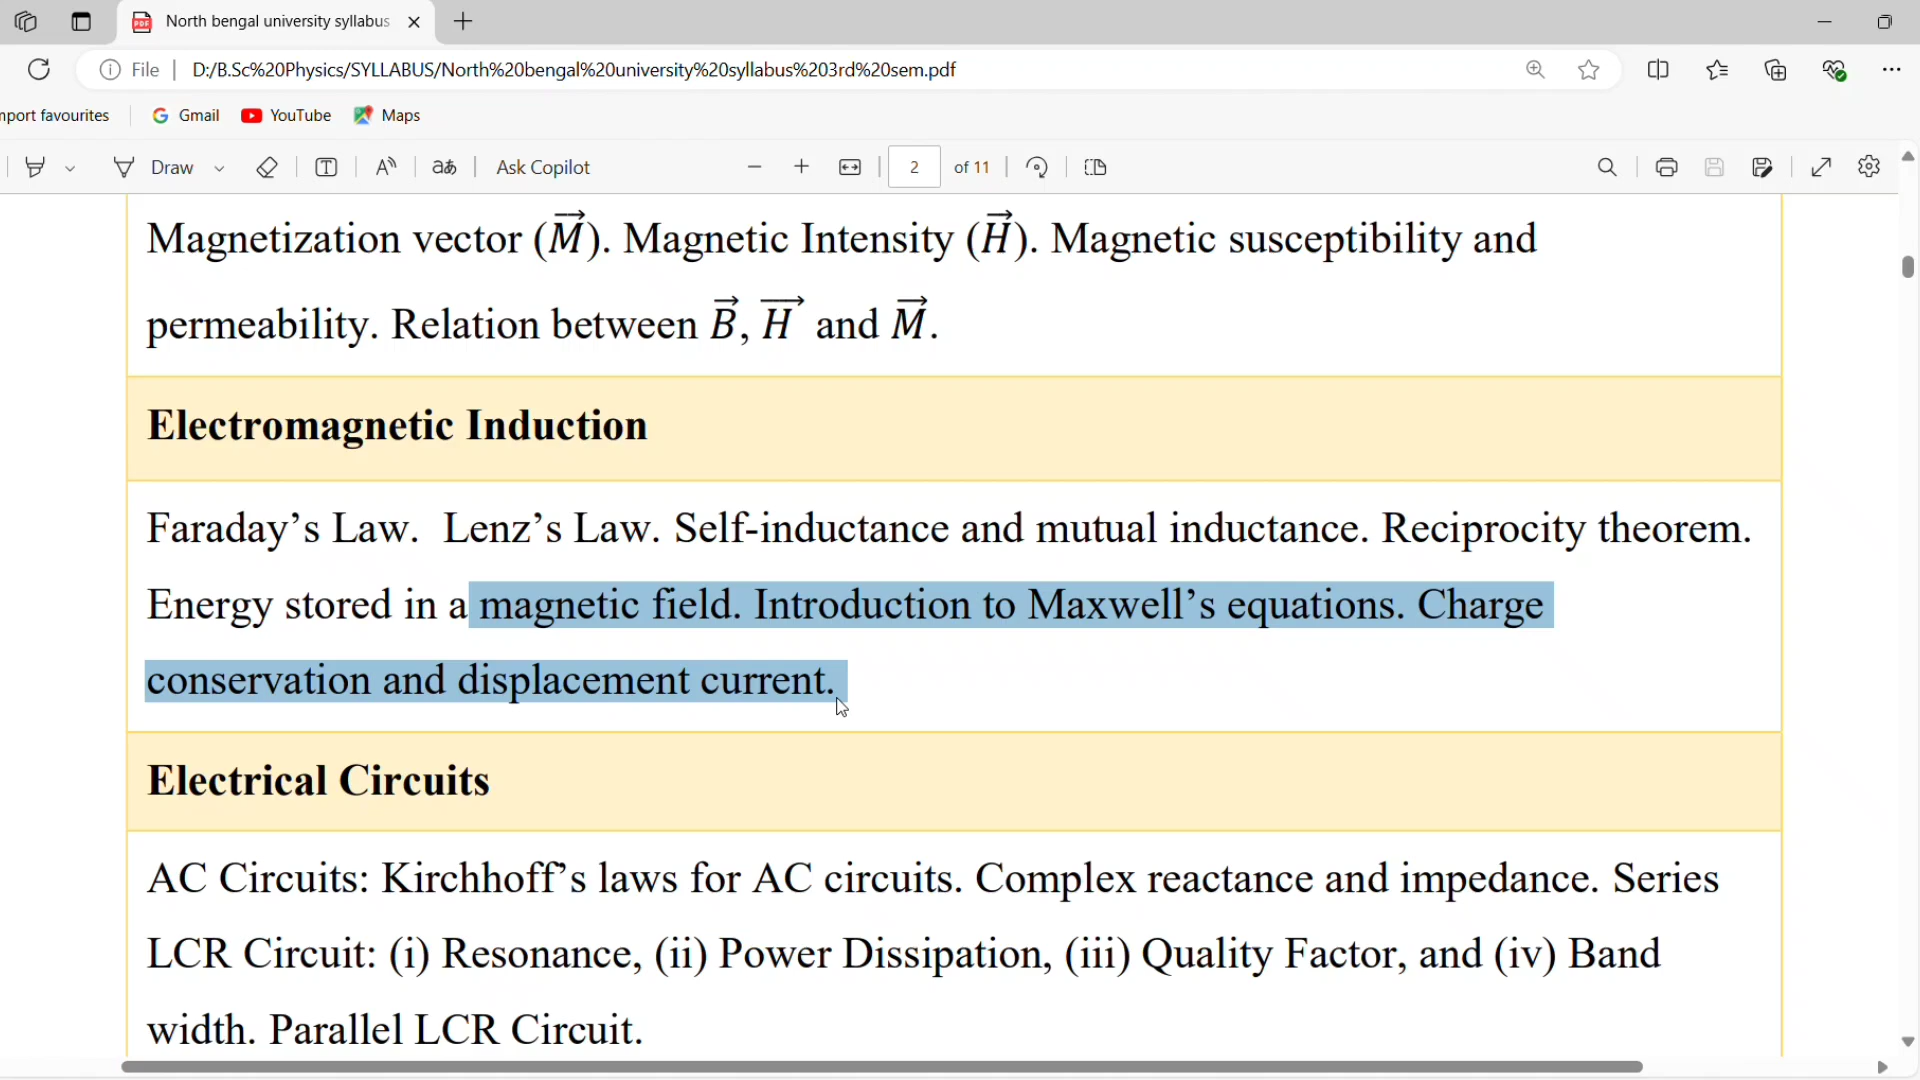 North bengal university syllabus
File D:/B.Sc%20Physics/SYLLABUS/North%20bengal%20university%20syllabus%203rd%20sem.pdf
mport favourites Gmail YouTube Maps
Draw aあ Ask Copilot 2 of 11
Magnetization vector (M⃗). Magnetic Intensity (H⃗). Magnetic susceptibility and
permeability. Relation between B⃗, H⃗ and M⃗.
Electromagnetic Induction
Faraday’s Law. Lenz’s Law. Self-inductance and mutual inductance. Reciprocity theorem.
Energy stored in a magnetic field. Introduction to Maxwell’s equations. Charge
conservation and displacement current.
Electrical Circuits
AC Circuits: Kirchhoff’s laws for AC circuits. Complex reactance and impedance. Series
LCR Circuit: (i) Resonance, (ii) Power Dissipation, (iii) Quality Factor, and (iv) Band
width. Parallel LCR Circuit.